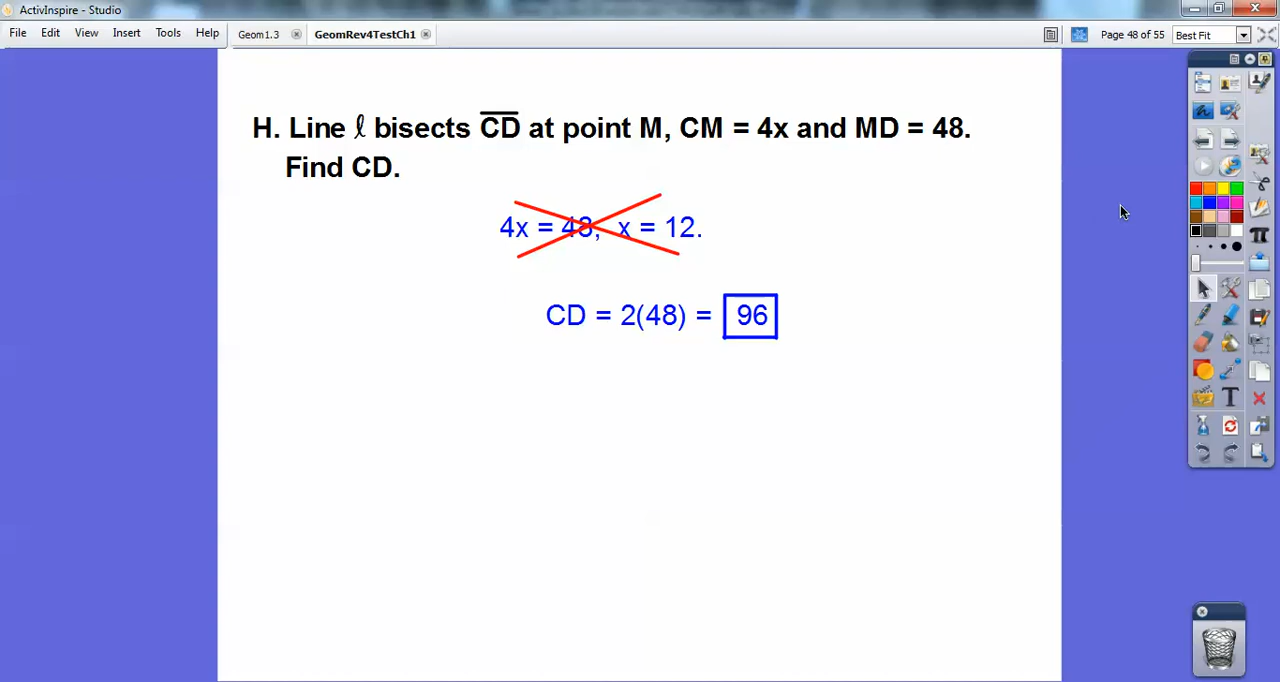 ActivInspire - Studio
File Edit View Insert Tools Help Geom1.3 GeomRev4TestCh1 Page 48 of 55 Best Fit
H. Line ℓ bisects C͞D͞ at point M, CM = 4x and MD = 48.
Find CD.
4x = 48, x = 12.
CD = 2(48) = 96